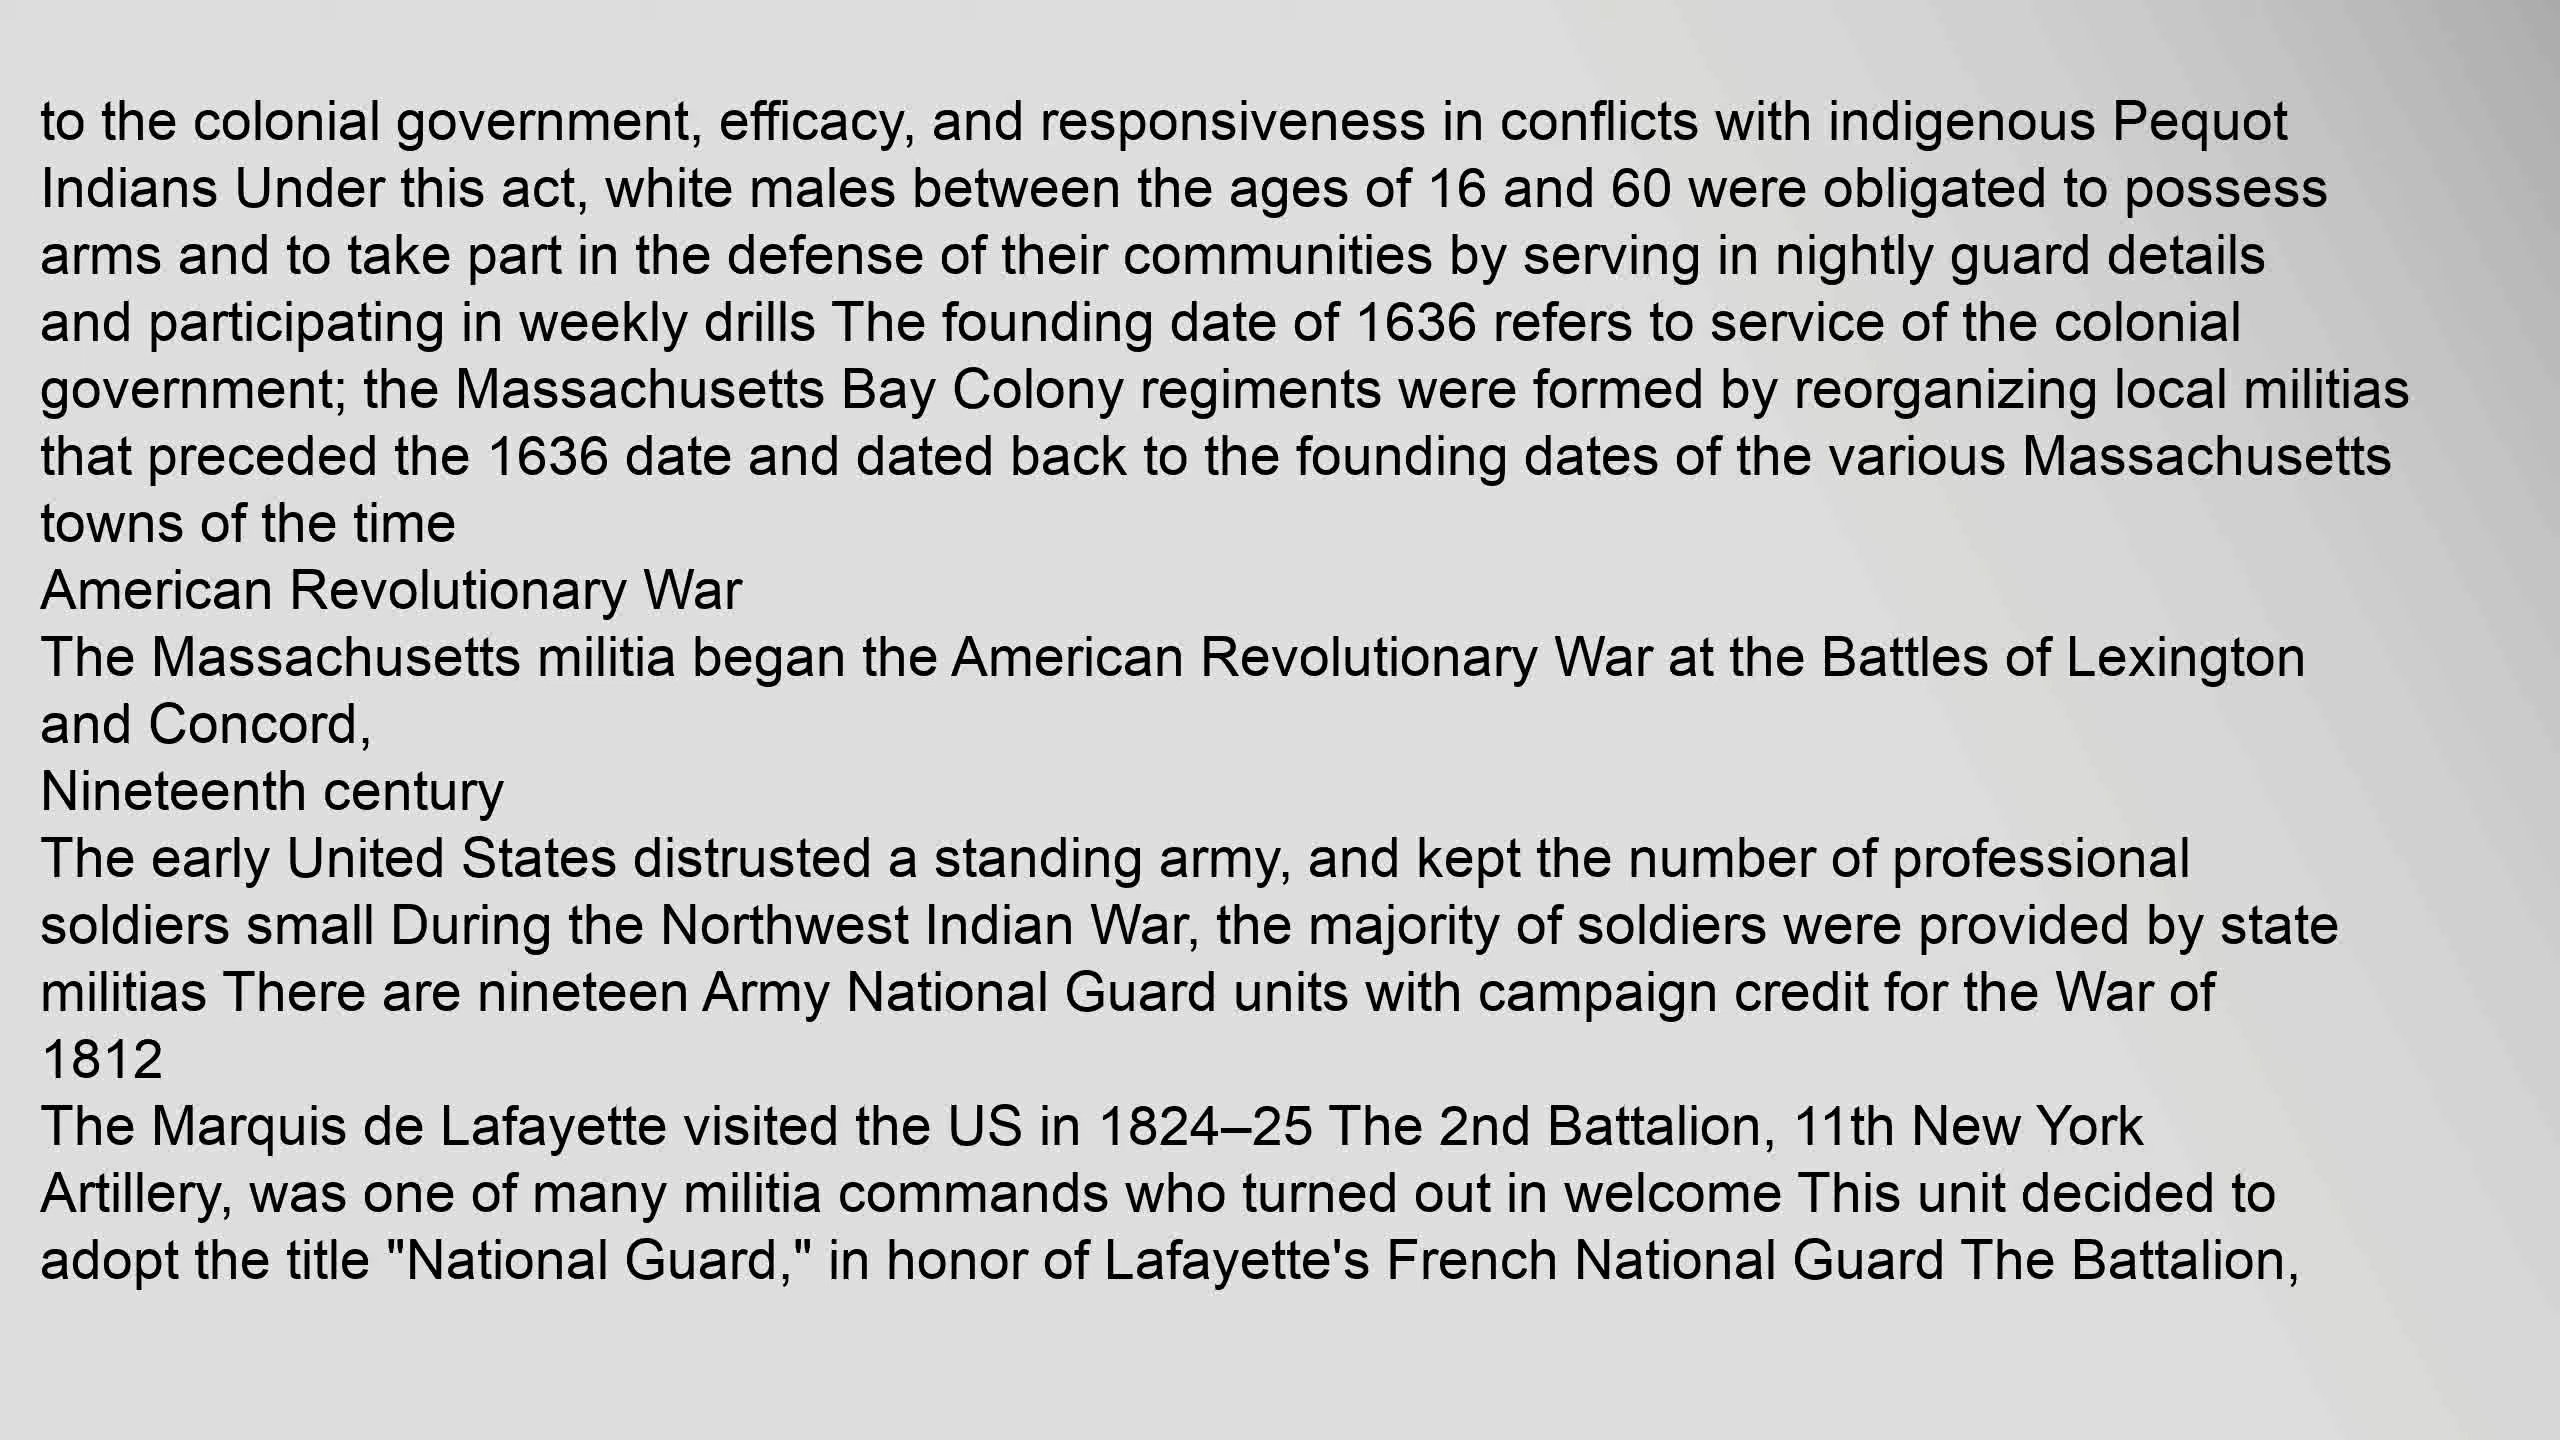 to the colonial government, efficacy, and responsiveness in conflicts with indigenous Pequot
Indians Under this act, white males between the ages of 16 and 60 were obligated to possess
arms and to take part in the defense of their communities by serving in nightly guard details
and participating in weekly drills The founding date of 1636 refers to service of the colonial
government; the Massachusetts Bay Colony regiments were formed by reorganizing local militias
that preceded the 1636 date and dated back to the founding dates of the various Massachusetts
towns of the time
American Revolutionary War
The Massachusetts militia began the American Revolutionary War at the Battles of Lexington
and Concord,
Nineteenth century
The early United States distrusted a standing army, and kept the number of professional
soldiers small During the Northwest Indian War, the majority of soldiers were provided by state
militias There are nineteen Army National Guard units with campaign credit for the War of
1812
The Marquis de Lafayette visited the US in 1824–25 The 2nd Battalion, 11th New York
Artillery, was one of many militia commands who turned out in welcome This unit decided to
adopt the title "National Guard," in honor of Lafayette's French National Guard The Battalion,